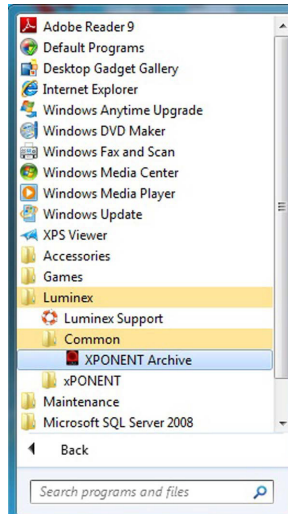 Adobe Reader 9
Default Programs
Desktop Gadget Gallery
Internet Explorer
Windows Anytime Upgrade
Windows DVD Maker
Windows Fax and Scan
Windows Media Center
Windows Media Player
Windows Update
XPS Viewer
Accessories
Games
Luminex
Luminex Support
Common
XPONENT Archive
xPONENT
Maintenance
Microsoft SQL Server 2008
Back
Search programs and files